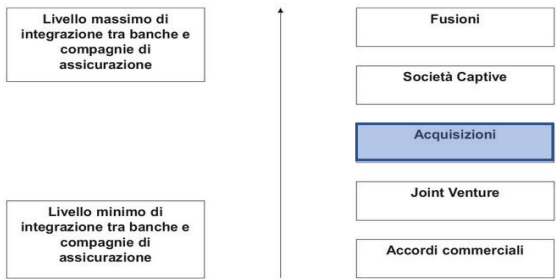 Livello massimo di
integrazione tra banche e
compagnie di
assicurazione
Livello minimo di
integrazione tra banche e
compagnie di
assicurazione
Fusioni
Società Captive
Acquisizioni
Joint Venture
Accordi commerciali